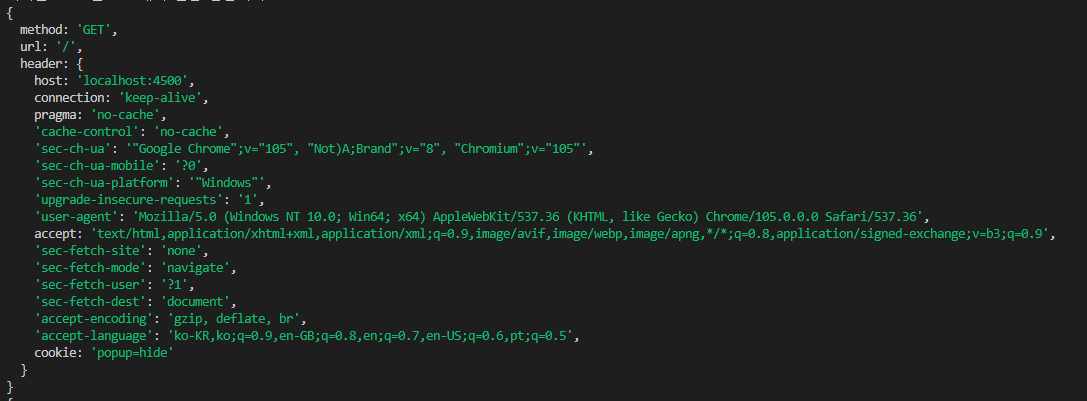 {
  method: 'GET',
  url: '/',
  header: {
    host: 'localhost:4500',
    connection: 'keep-alive',
    pragma: 'no-cache',
    'cache-control': 'no-cache',
    'sec-ch-ua': '"Google Chrome";v="105", "Not)A;Brand";v="8", "Chromium";v="105"',
    'sec-ch-ua-mobile': '?0',
    'sec-ch-ua-platform': '"Windows"',
    'upgrade-insecure-requests': '1',
    'user-agent': 'Mozilla/5.0 (Windows NT 10.0; Win64; x64) AppleWebKit/537.36 (KHTML, like Gecko) Chrome/105.0.0.0 Safari/537.36',
    accept: 'text/html,application/xhtml+xml,application/xml;q=0.9,image/avif,image/webp,image/apng,*/*;q=0.8,application/signed-exchange;v=b3;q=0.9',
    'sec-fetch-site': 'none',
    'sec-fetch-mode': 'navigate',
    'sec-fetch-user': '?1',
    'sec-fetch-dest': 'document',
    'accept-encoding': 'gzip, deflate, br',
    'accept-language': 'ko-KR,ko;q=0.9,en-GB;q=0.8,en;q=0.7,en-US;q=0.6,pt;q=0.5',
    cookie: 'popup=hide'
  }
}